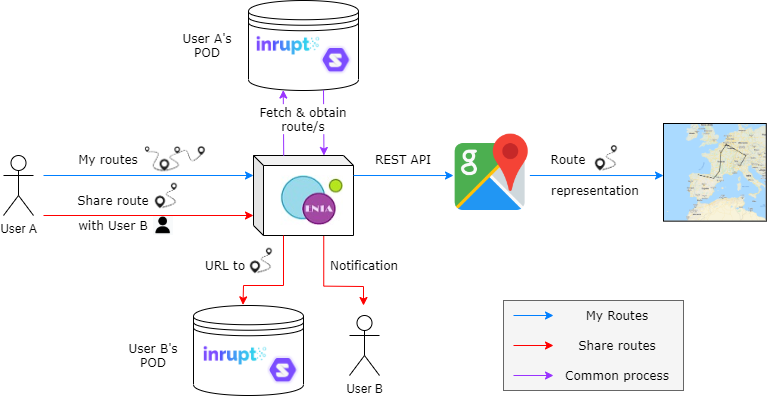 User A's
POD
inrupt
S
Fetch & obtain
route/s
My routes
REST API
g
Route
representation
Share route
with User B
User A
INIA
URL to
Notification
User B's
POD
inrupt
S
User B
My Routes
Share routes
Common process